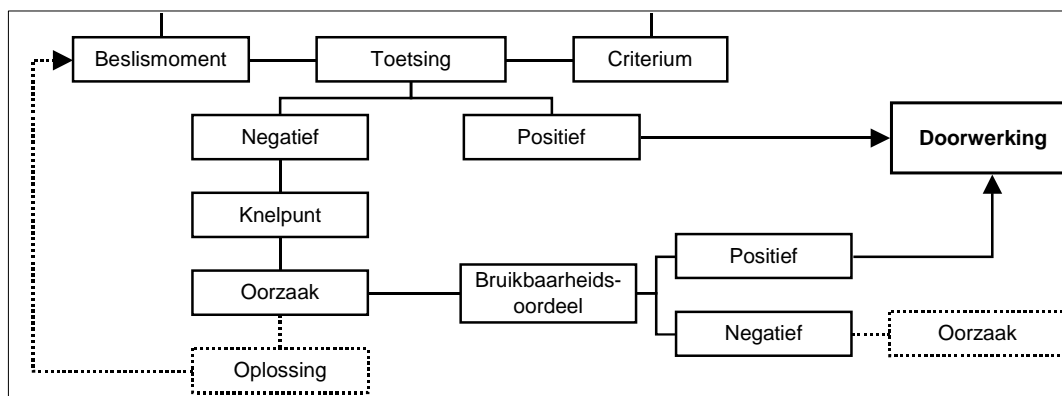 Beslismoment
Toetsing
Criterium
Negatief
Positief
Doorwerking
Knelpunt
Positief
Oorzaak
Bruikbaarheids-
oordeel
Negatief
Oorzaak
Oplossing